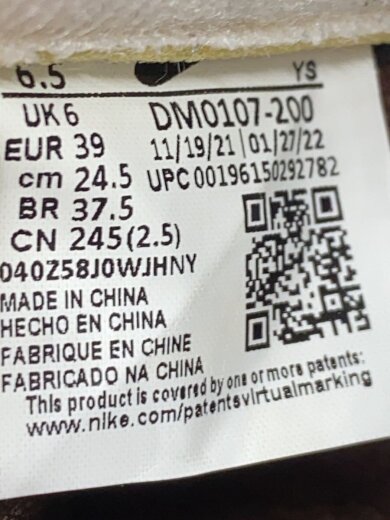 6.5 YS
UK 6 DM0107-200
EUR 39 11/19/21 | 01/27/22
cm 24.5 UPC 00196150292782
BR 37.5
CN 245(2.5)
040Z58J0WJHNY
MADE IN CHINA
HECHO EN CHINA
FABRIQUE EN CHINE
FABRICADO NA CHINA
This product is covered by one or more patents:
www.nike.com/patentsvirtualmarking